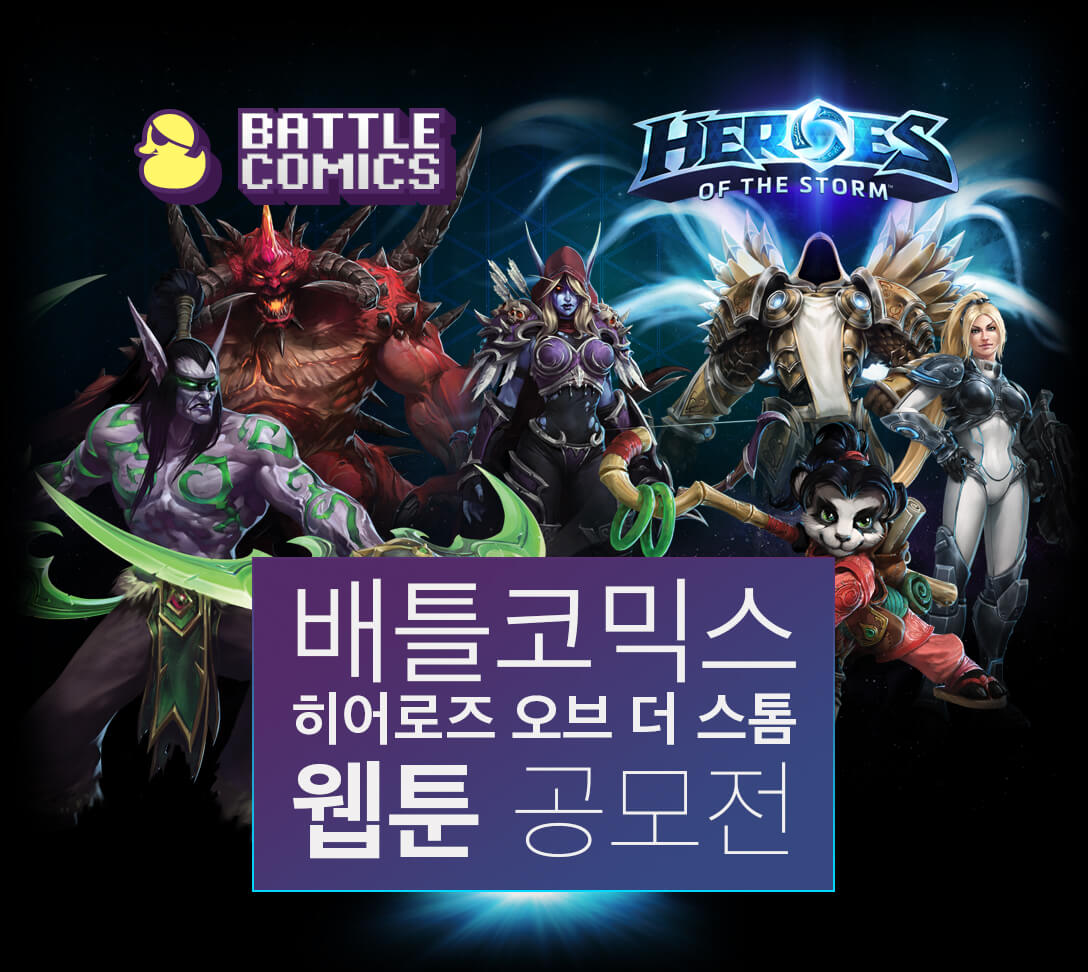 BATTLE
COMICS
HEROES
OF THE STORM™
배틀코믹스
히어로즈 오브 더 스톰
웹툰 공모전